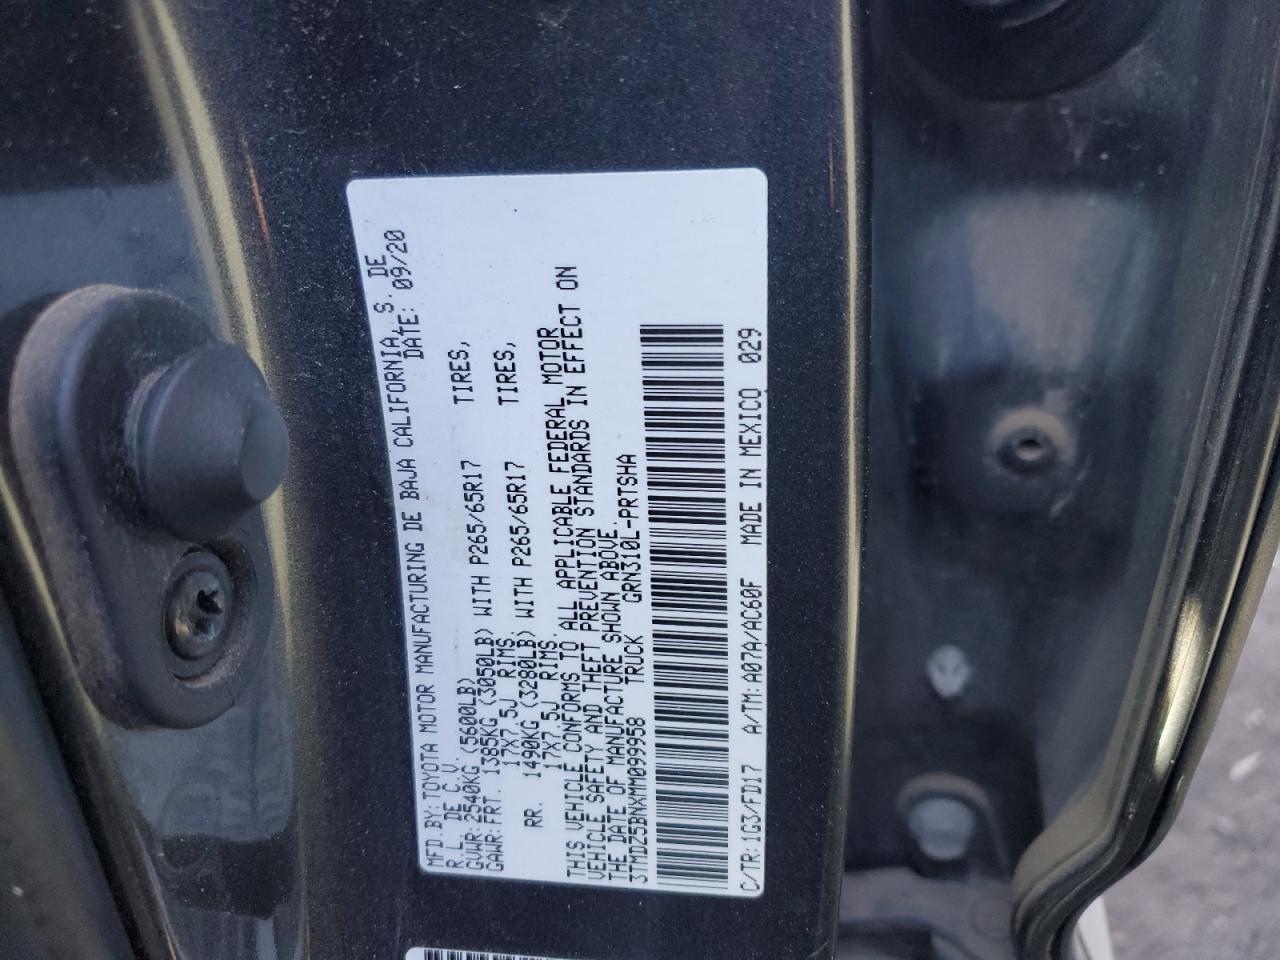 MFD. BY: TOYOTA MOTOR MANUFACTURING DE BAJA CALIFORNIA, S. DE
R.L. DE C.V. DATE: 09/20
GVWR: 2540KG (5600LB)
GAWR: FRT. 1385KG (3050LB) WITH P265/65R17 TIRES,
17X7.5J RIMS.
RR. 1490KG (3280LB) WITH P265/65R17 TIRES,
17X7.5J RIMS.
THIS VEHICLE CONFORMS TO ALL APPLICABLE FEDERAL MOTOR
VEHICLE SAFETY AND THEFT PREVENTION STANDARDS IN EFFECT ON
THE DATE OF MANUFACTURE SHOWN ABOVE.
3TMDZ5BNXMM099958 TRUCK GRN310L-PRTSHA
C/TR: 1G3/FD17 A/TM: A07A/AC60F MADE IN MEXICO 029